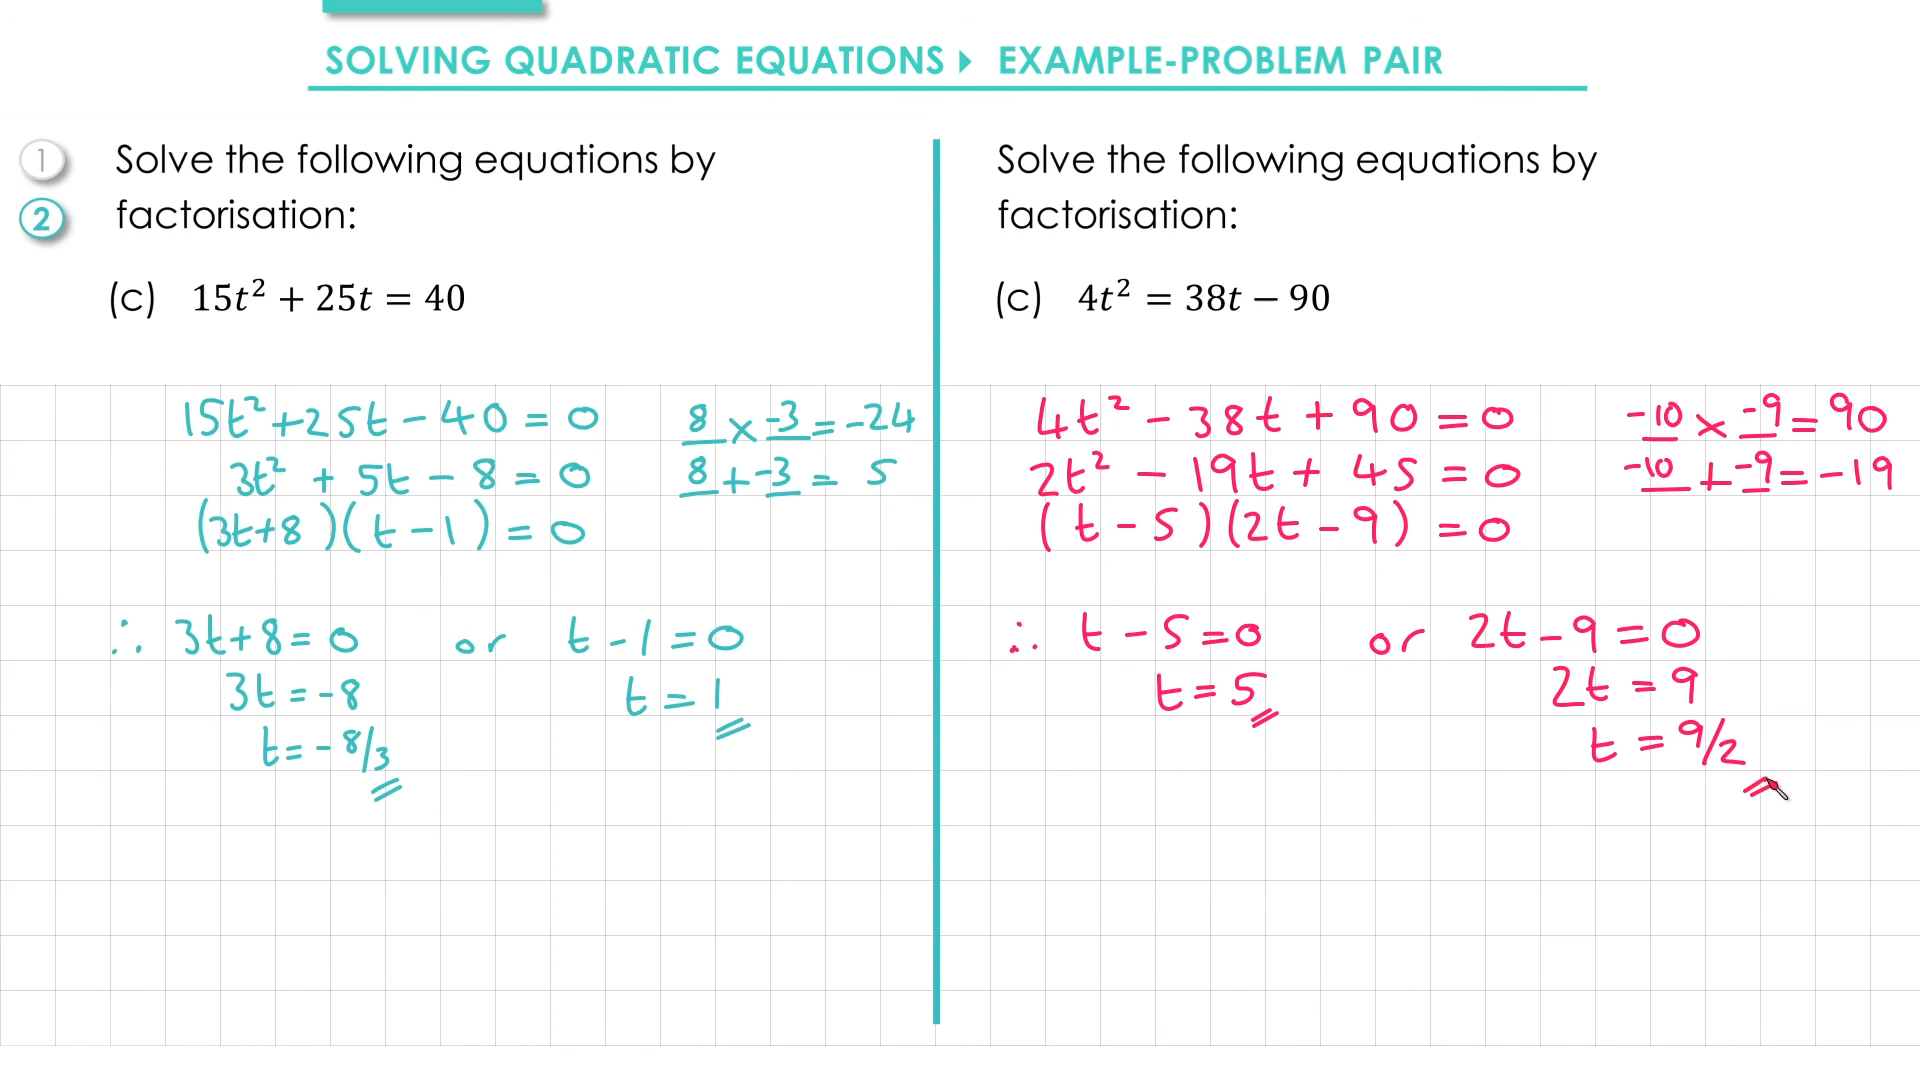 SOLVING QUADRATIC EQUATIONS EXAMPLE-PROBLEM PAIR
1
2
Solve the following equations by
factorisation:
(c) 15t² + 25t = 40
15t² + 25t - 40 = 0
3t² + 5t - 8 = 0
(3t+8)(t-1) = 0
8 × -3 = -24
8 + -3 = 5
∴ 3t+8=0 or t-1=0
3t=-8 t=1
t=-8/3
Solve the following equations by
factorisation:
(c) 4t² = 38t − 90
4t² - 38t + 90 = 0
2t² - 19t + 45 = 0
(t-5)(2t-9) = 0
-10 × -9 = 90
-10 + -9 = -19
∴ t-5=0 or 2t-9=0
t=5 2t=9
t=9/2